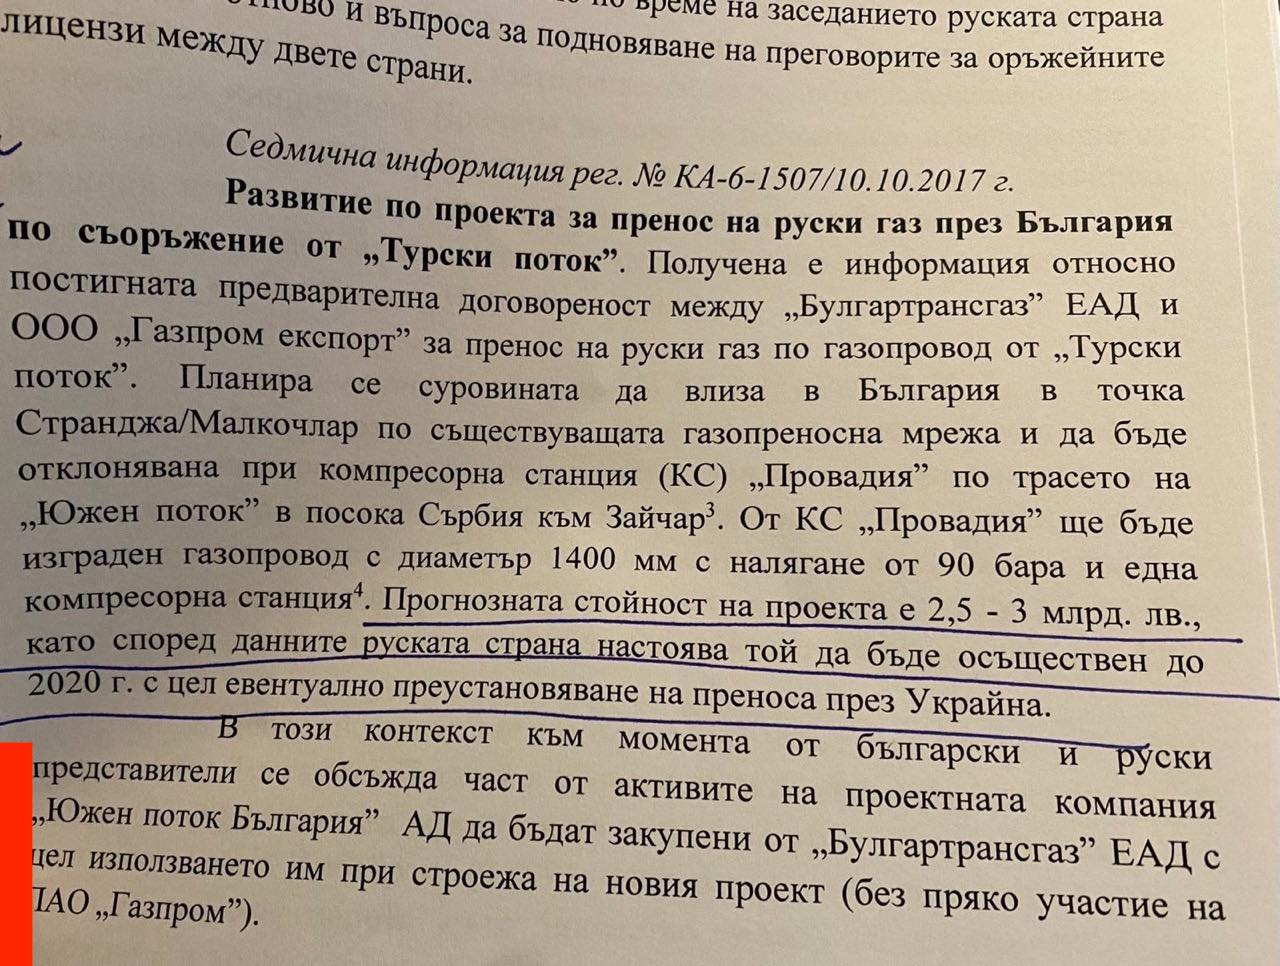 време на заседанието руската страна
и въпроса за подновяване на преговорите за оръжейните
лицензи между двете страни.
Седмична информация рег. № КА-6-1507/10.10.2017 г.
Развитие по проекта за пренос на руски газ през България
по съоръжение от „Турски поток”. Получена е информация относно
постигната предварителна договореност между „Булгартрансгаз” ЕАД и
ООО „Газпром експорт” за пренос на руски газ по газопровод от „Турски
поток”. Планира се суровината да влиза в България в точка
Странджа/Малкочлар по съществуващата газопреносна мрежа и да бъде
отклонявана при компресорна станция (КС) „Провадия” по трасето на
„Южен поток” в посока Сърбия към Зайчар³. От КС „Провадия” ще бъде
изграден газопровод с диаметър 1400 мм с налягане от 90 бара и една
компресорна станция⁴. Прогнозната стойност на проекта е 2,5 - 3 млрд. лв.,
като според данните руската страна настоява той да бъде осъществен до
2020 г. с цел евентуално преустановяване на преноса през Украйна.
В този контекст към момента от български и руски
представители се обсъжда част от активите на проектната компания
„Южен поток България” АД да бъдат закупени от „Булгартрансгаз” ЕАД с
цел използването им при строежа на новия проект (без пряко участие на
ПАО „Газпром”).